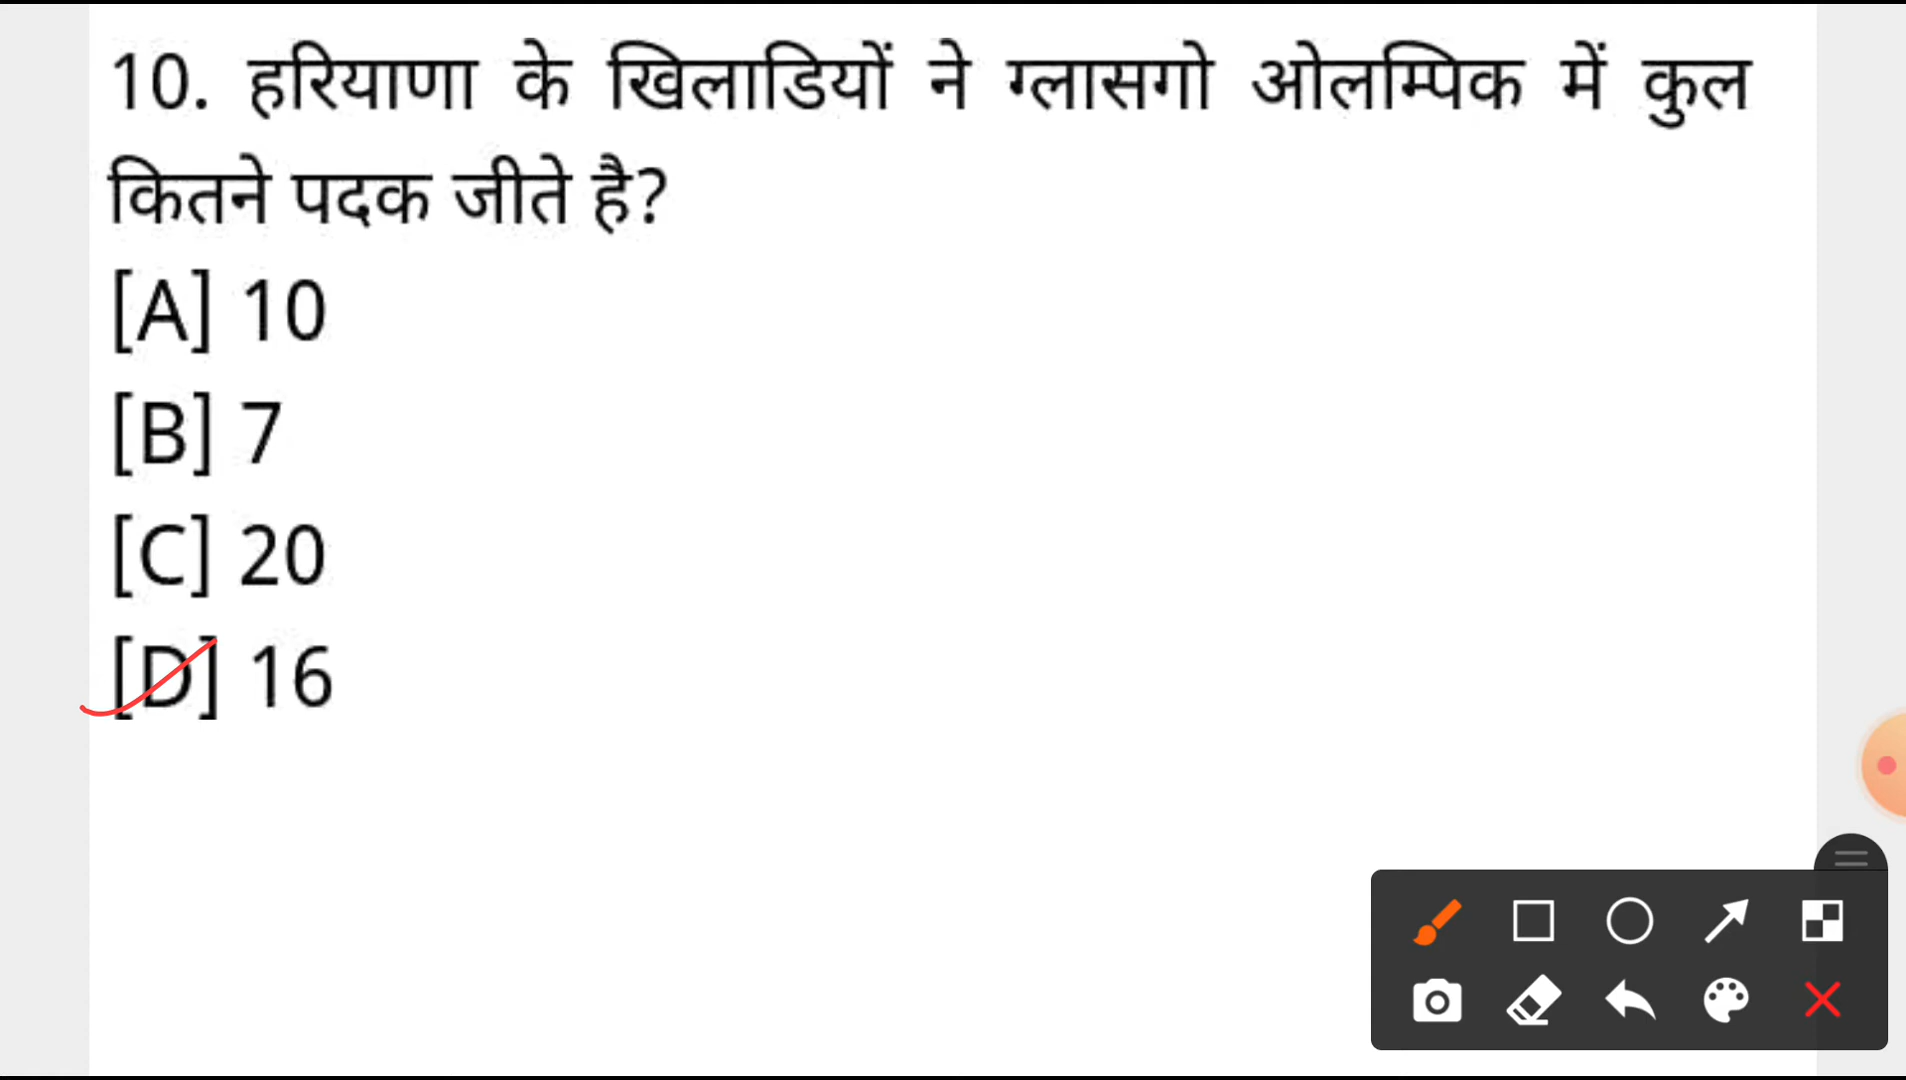 10. हरियाणा के खिलाडियों ने ग्लासगो ओलम्पिक में कुल
कितने पदक जीते है?
[A] 10
[B] 7
[C] 20
[D] 16